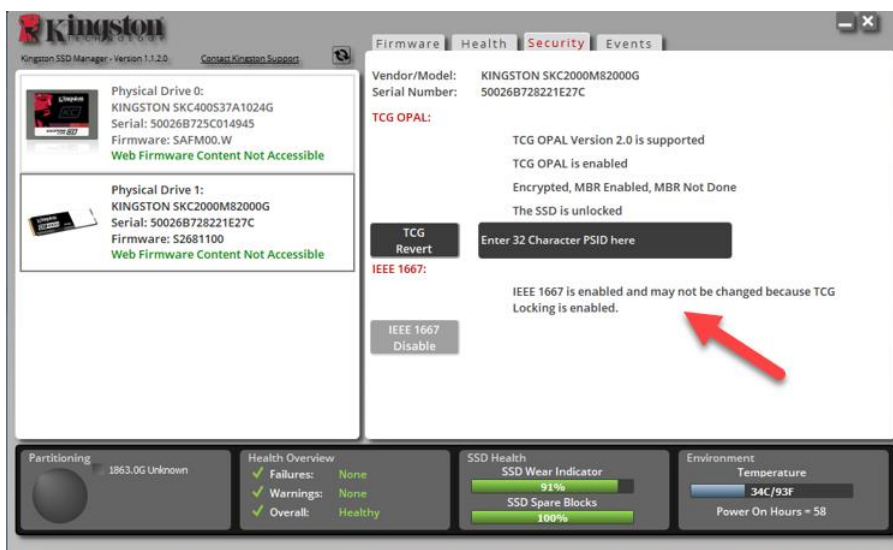 Kingston
TECHNOLOGY
Kingston SSD Manager - Version 1.1.2.0
Contact Kingston Support
Firmware
Health
Security
Events
Physical Drive 0:
KINGSTON SKC400S37A1024G
Serial: 50026B725C014945
Firmware: SAFM00.W
Web Firmware Content Not Accessible
Physical Drive 1:
KINGSTON SKC2000M82000G
Serial: 50026B728221E27C
Firmware: S2681100
Web Firmware Content Not Accessible
Vendor/Model: KINGSTON SKC2000M82000G
Serial Number: 50026B728221E27C
TCG OPAL:
TCG OPAL Version 2.0 is supported
TCG OPAL is enabled
Encrypted, MBR Enabled, MBR Not Done
The SSD is unlocked
TCG
Revert
Enter 32 Character PSID here
IEEE 1667:
IEEE 1667 is enabled and may not be changed because TCG
Locking is enabled.
IEEE 1667
Disable
Partitioning
1863.0G Unknown
Health Overview
Failures: None
Warnings: None
Overall: Healthy
SSD Health
SSD Wear Indicator
91%
SSD Spare Blocks
100%
Environment
Temperature
34C/93F
Power On Hours = 58